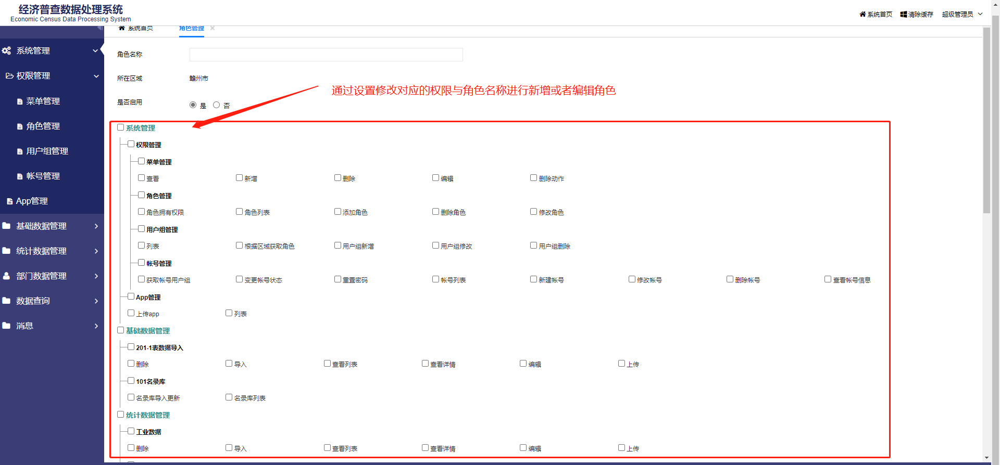 经济普查数据处理系统
Economic Census Data Processing System
系统首页 清除缓存 超级管理员
系统首页 角色管理
系统管理
权限管理
菜单管理
角色管理
用户组管理
帐号管理
App管理
基础数据管理
统计数据管理
部门数据管理
数据查询
消息
角色名称
所在区域 赣州市
通过设置修改对应的权限与角色名称进行新增或者编辑角色
是否启用 是 否
系统管理
权限管理
菜单管理
查看 新增 删除 编辑 删除动作
角色管理
角色拥有权限 角色列表 添加角色 删除角色 修改角色
用户组管理
列表 根据区域获取角色 用户组新增 用户组修改 用户组删除
帐号管理
获取帐号用户组 变更帐号状态 重置密码 帐号列表 新建帐号 修改帐号 删除帐号 查看帐号信息
App管理
上传app 列表
基础数据管理
201-1表数据导入
删除 导入 查看列表 查看详情 编辑 上传
101名录库
名录库导入更新 名录库列表
统计数据管理
工业数据
删除 导入 查看列表 查看详情 编辑 上传